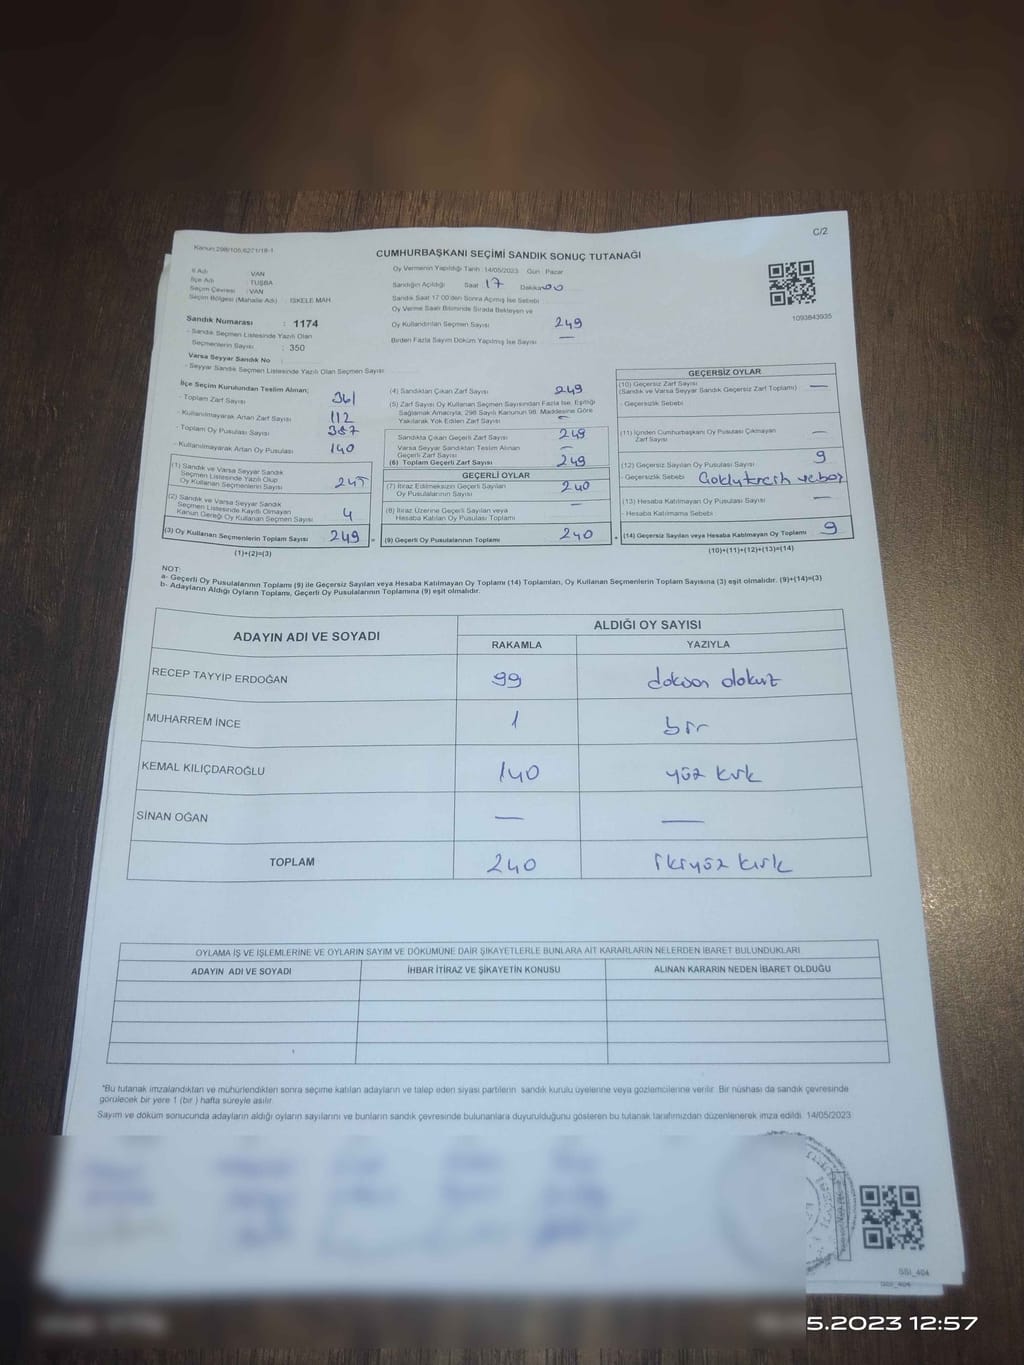 C/2
Kanun:298/105,6271/18-1
CUMHURBAŞKANI SEÇİMİ SANDIK SONUÇ TUTANAĞI
İl Adı : VAN
İlçe Adı : TUŞBA
Seçim Çevresi : VAN
Seçim Bölgesi (Mahalle Adı) : İSKELE MAH.
Sandık Numarası : 1174
- Sandık Seçmen Listesinde Yazılı Olan
Seçmenlerin Sayısı : 350
Varsa Seyyar Sandık No :
- Seyyar Sandık Seçmen Listesinde Yazılı Olan Seçmen Sayısı :
Oy Vermenin Yapıldığı Tarih : 14/05/2023 Gün : Pazar
Sandığın Açıldığı Saat 17 Dakika 00
Sandık Saat 17:00'den Sonra Açılmış İse Sebebi :
Oy Verme Saati Bitiminde Sırada Bekleyen ve
Oy Kullandırılan Seçmen Sayısı 249
Birden Fazla Sayım Döküm Yapılmış İse Sayısı : —
1093843935
İlçe Seçim Kurulundan Teslim Alınan;
- Toplam Zarf Sayısı 361
- Kullanılmayarak Artan Zarf Sayısı 112
- Toplam Oy Pusulası Sayısı
- Kullanılmayarak Artan Oy Pusulası 140
(1) Sandık ve Varsa Seyyar Sandık
Seçmen Listesinde Yazılı Olup
Oy Kullanan Seçmenlerin Sayısı 245
(2) Sandık ve Varsa Seyyar Sandık
Seçmen Listesinde Kayıtlı Olmayan
Kanun Gereği Oy Kullanan Seçmen Sayısı 4
(3) Oy Kullanan Seçmenlerin Toplam Sayısı 249 =
(1)+(2)=(3)
(4) Sandıktan Çıkan Zarf Sayısı 249
(5) Zarf Sayısı Oy Kullanan Seçmen Sayısından Fazla İse, Eşitliği
Sağlamak Amacıyla, 298 Sayılı Kanunun 98. Maddesine Göre
Yakılarak Yok Edilen Zarf Sayısı —
Sandıkta Çıkan Geçerli Zarf Sayısı 249
Varsa Seyyar Sandıktan Teslim Alınan
Geçerli Zarf Sayısı —
(6) Toplam Geçerli Zarf Sayısı 249
GEÇERLİ OYLAR
(7) İtiraz Edilmeksizin Geçerli Sayılan
Oy Pusulalarının Sayısı 240
(8) İtiraz Üzerine Geçerli Sayılan veya
Hesaba Katılan Oy Pusulası Toplamı —
(9) Geçerli Oy Pusulalarının Toplamı 240 +
GEÇERSİZ OYLAR
(10) Geçersiz Zarf Sayısı
(Sandık ve Varsa Seyyar Sandık Geçersiz Zarf Toplamı) —
- Geçersizlik Sebebi :
(11) İçinden Cumhurbaşkanı Oy Pusulası Çıkmayan
Zarf Sayısı —
(12) Geçersiz Sayılan Oy Pusulası Sayısı 9
- Geçersizlik Sebebi : Çoklu tercih ve boş
(13) Hesaba Katılmayan Oy Pusulası Sayısı —
- Hesaba Katılmama Sebebi :
(14) Geçersiz Sayılan veya Hesaba Katılmayan Oy Toplamı 9
(10)+(11)+(12)+(13)=(14)
NOT:
a- Geçerli Oy Pusulalarının Toplamı (9) ile Geçersiz Sayılan veya Hesaba Katılmayan Oy Toplamı (14) Toplamları, Oy Kullanan Seçmenlerin Toplam Sayısına (3) eşit olmalıdır. (9)+(14)=(3)
b- Adayların Aldığı Oyların Toplamı, Geçerli Oy Pusulalarının Toplamına (9) eşit olmalıdır.
ADAYIN ADI VE SOYADI ALDIĞI OY SAYISI
RAKAMLA YAZIYLA
RECEP TAYYİP ERDOĞAN 99 doksan dokuz
MUHARREM İNCE 1 bir
KEMAL KILIÇDAROĞLU 140 yüz kırk
SİNAN OĞAN — —
TOPLAM 240 ikiyüz kırk
OYLAMA İŞ VE İŞLEMLERİNE VE OYLARIN SAYIM VE DÖKÜMÜNE DAİR ŞİKAYETLERLE BUNLARA AİT KARARLARIN NELERDEN İBARET BULUNDUKLARI
ADAYIN ADI VE SOYADI İHBAR İTİRAZ VE ŞİKAYETİN KONUSU ALINAN KARARIN NEDEN İBARET OLDUĞU
*Bu tutanak imzalandıktan ve mühürlendikten sonra seçime katılan adayların ve talep eden siyasi partilerin sandık kurulu üyelerine veya gözlemcilerine verilir. Bir nüshası da sandık çevresinde
görülecek bir yere 1 (bir ) hafta süreyle asılır.
Sayım ve döküm sonucunda adayların aldığı oyların sayılarını ve bunların sandık çevresinde bulunanlara duyurulduğunu gösteren bu tutanak tarafımızdan düzenlenerek imza edildi. 14/05/2023
GSI_404
5.2023 12:57